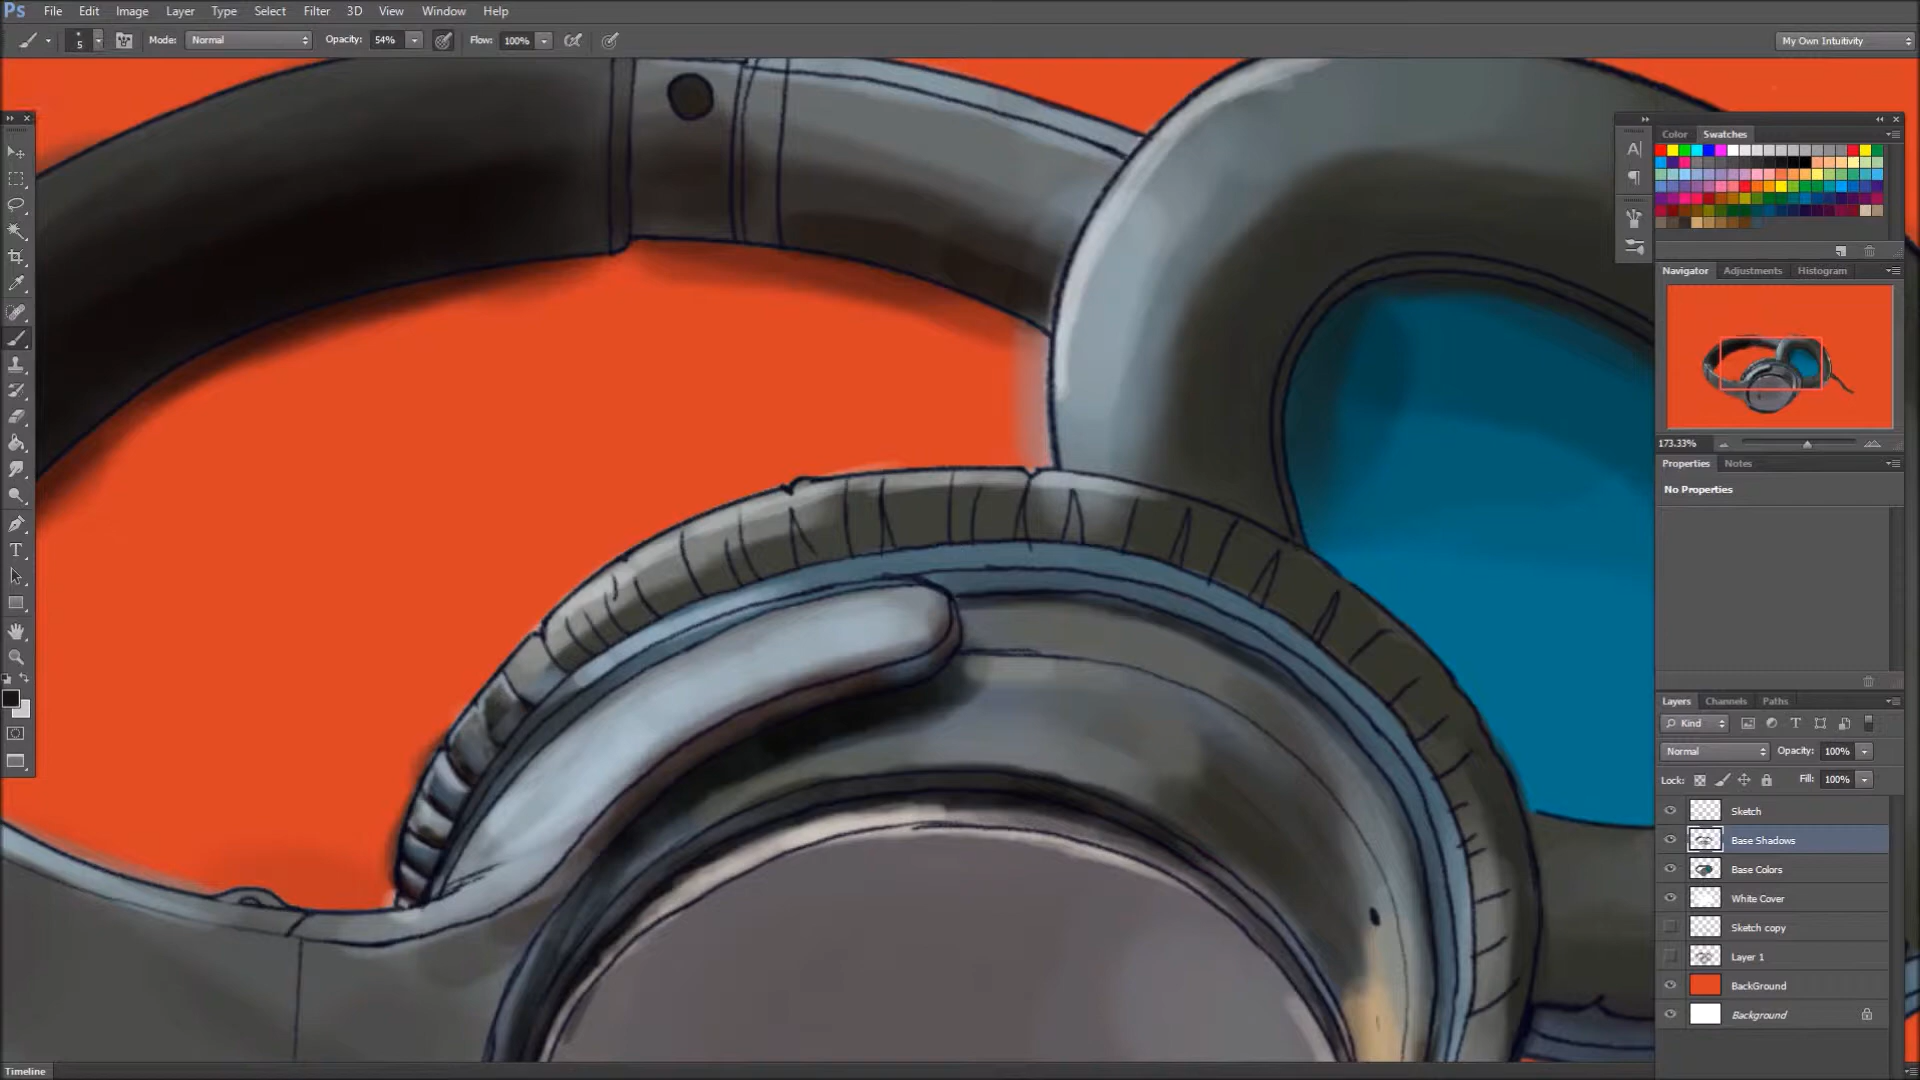 Ps File Edit Image Layer Type Select Filter 3D View Window Help
5 Mode: Normal Opacity: 54% Flow: 100% My Own Intuitivity
Color Swatches
A
Navigator Adjustments Histogram
173.33%
Properties Notes
No Properties
Layers Channels Paths
Kind T
Normal Opacity: 100%
Lock: Fill: 100%
Sketch
Base Shadows
Base Colors
White Cover
Sketch copy
Layer 1
BackGround
Background
T
Timeline